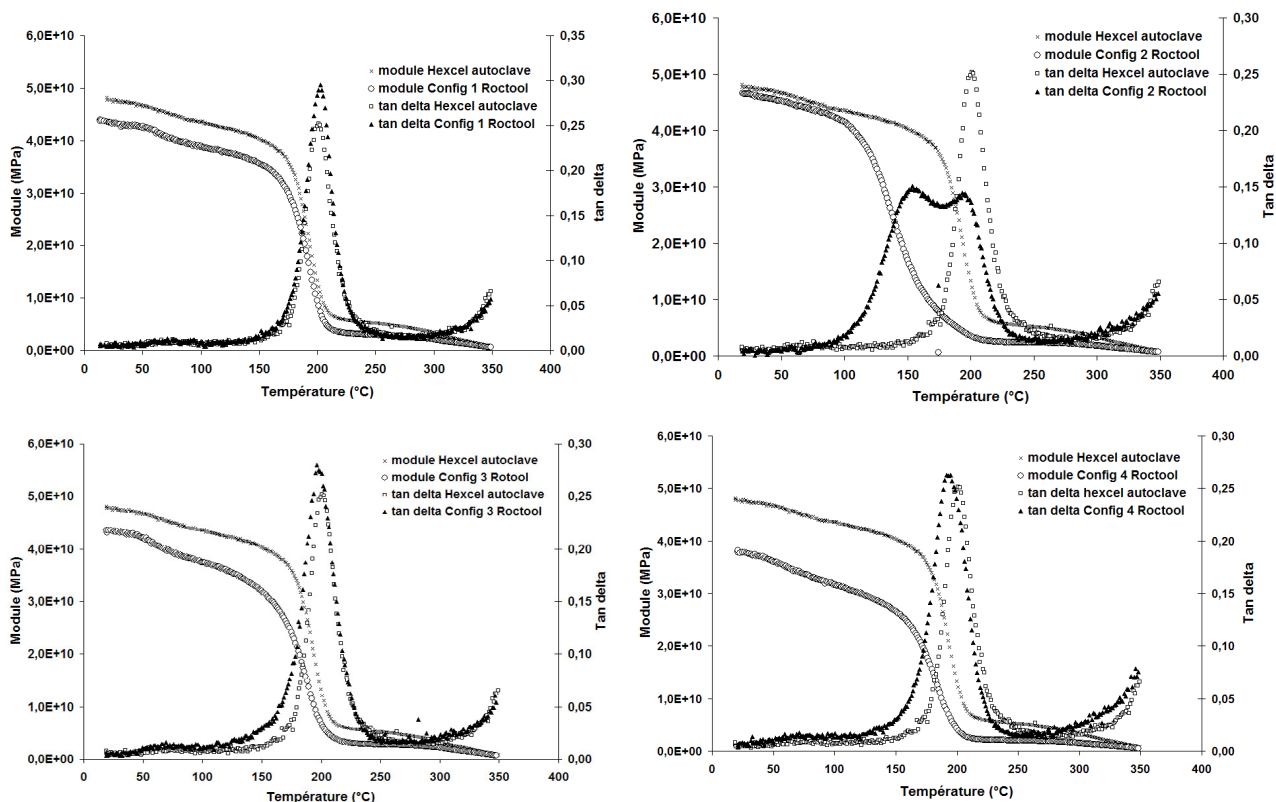 6,0E+10
5,0E+10
4,0E+10
3,0E+10
2,0E+10
1,0E+10
0,0E+00
Module (MPa)
0 50 100 150 200 250 300 350 400
Température (°C)
0,35
0,30
0,25
0,20
0,15
0,10
0,05
0,00
tan delta
module Hexcel autoclave
module Config 1 Roctool
tan delta Hexcel autoclave
tan delta Config 1 Roctool
6,0E+10
5,0E+10
4,0E+10
3,0E+10
2,0E+10
1,0E+10
0,0E+00
Module (MPa)
0 50 100 150 200 250 300 350 400
Température (°C)
0,30
0,25
0,20
0,15
0,10
0,05
0,00
Tan delta
module Hexcel autoclave
module Config 2 Roctool
tan delta Hexcel autoclave
tan delta Config 2 Roctool
6,0E+10
5,0E+10
4,0E+10
3,0E+10
2,0E+10
1,0E+10
0,0E+00
Module (MPa)
0 50 100 150 200 250 300 350 400
Température (°C)
0,30
0,25
0,20
0,15
0,10
0,05
0,00
Tan delta
module Hexcel autoclave
module Config 3 Rotool
tan delta Hexcel autoclave
tan delta Config 3 Roctool
6,0E+10
5,0E+10
4,0E+10
3,0E+10
2,0E+10
1,0E+10
0,0E+00
Module (MPa)
0 50 100 150 200 250 300 350 400
Température (°C)
0,30
0,25
0,20
0,15
0,10
0,05
0,00
Tan delta
module Hexcel autoclave
module Config 4 Roctool
tan delta hexcel autoclave
tan delta Config 4 Roctool